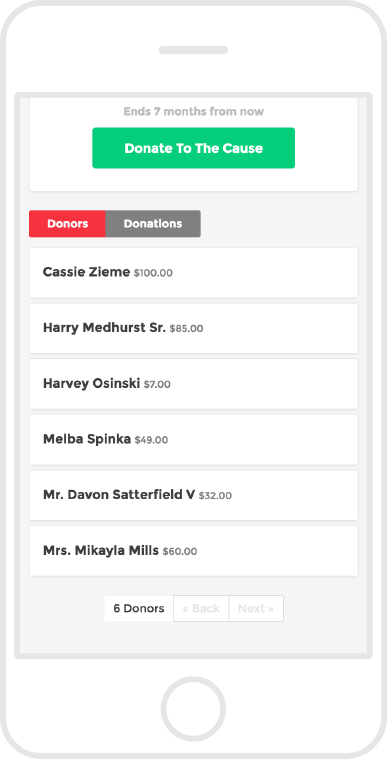 Ends 7 months from now
Donate To The Cause
Donors Donations
Cassie Zieme $100.00
Harry Medhurst Sr. $85.00
Harvey Osinski $7.00
Melba Spinka $49.00
Mr. Davon Satterfield V $32.00
Mrs. Mikayla Mills $60.00
6 Donors « Back Next »